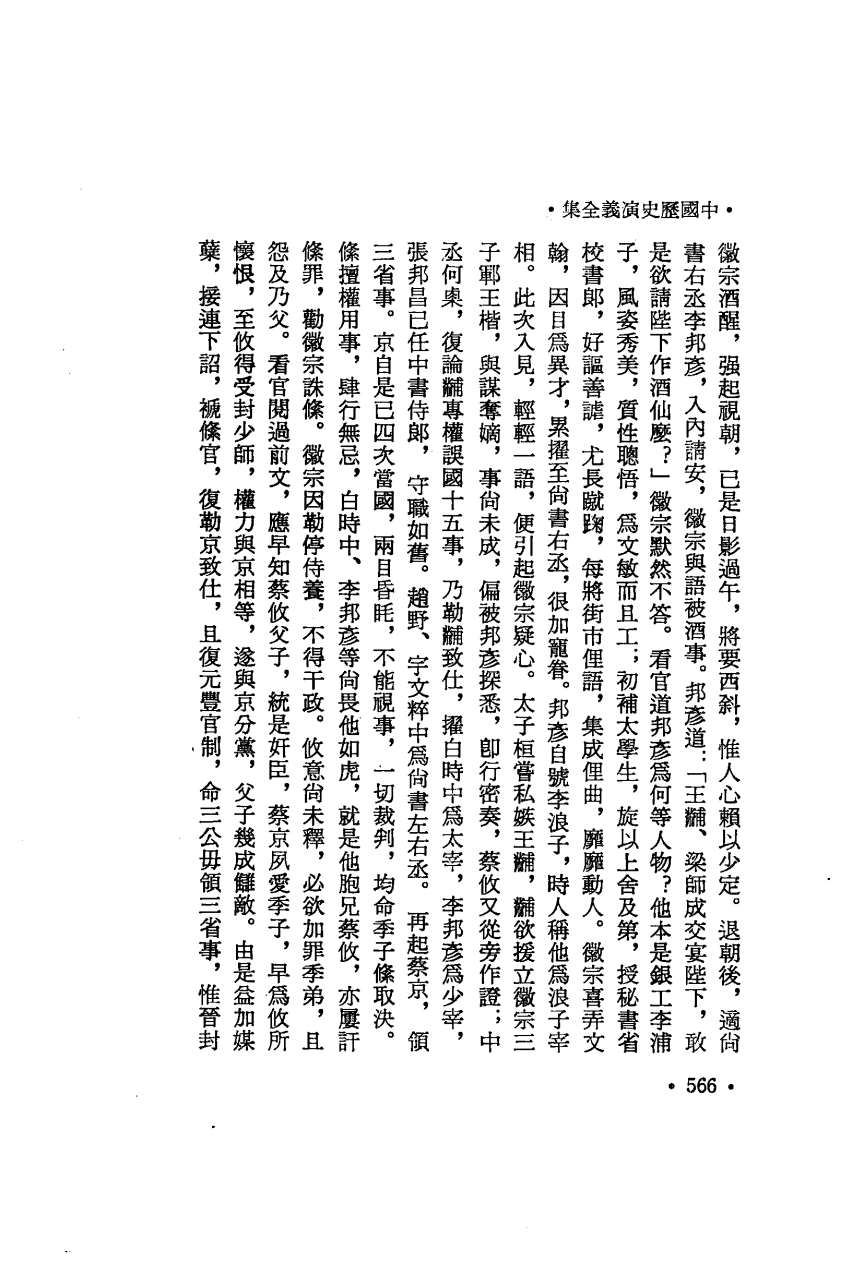 •中國歷史演義全集•
徽宗酒醒，强起視朝，已是日影過午，將要西斜，惟人心賴以少定。退朝後，適尙
書右丞李邦彥，入內請安，徽宗與語被酒事。邦彥道：「王黼、梁師成交宴陛下，敢
是欲請陛下作酒仙麼？」徽宗默然不答。看官道邦彥爲何等人物？他本是銀工李浦
子，風姿秀美，質性聰悟，爲文敏而且工；初補太學生，旋以上舍及第，授秘書省
校書郎，好謳善謔，尤長蹴踘，每將街市俚語，集成俚曲，靡靡動人。徽宗喜弄文
翰，因目爲異才，累擢至尙書右丞，很加寵眷。邦彥自號李浪子，時人稱他爲浪子宰
相。此次入見，輕輕一語，便引起徽宗疑心。太子桓嘗私嫉王黼，黼欲援立徽宗三
子鄆王楷，與謀奪嫡，事尙未成，偏被邦彥探悉，卽行密奏，蔡攸又從旁作證；中
丞何㮚，復論黼專權誤國十五事，乃勒黼致仕，擢白時中爲太宰，李邦彥爲少宰，
張邦昌已任中書侍郎，守職如舊。趙野、宇文粹中爲尙書左右丞。再起蔡京，領
三省事。京自是已四次當國，兩目昏眊，不能視事，一切裁判，均命季子絛取決。
絛擅權用事，肆行無忌，白時中、李邦彥等尙畏他如虎，就是他胞兄蔡攸，亦屢訐
絛罪，勸徽宗誅絛。徽宗因勒停侍養，不得干政。攸意尙未釋，必欲加罪季弟，且
怨及乃父。看官閱過前文，應早知蔡攸父子，統是奸臣，蔡京夙愛季子，早爲攸所
懷恨，至攸得受封少師，權力與京相等，遂與京分黨，父子幾成讎敵。由是益加媒
糵，接連下詔，褫絛官，復勒京致仕，且復元豐官制，命三公毋領三省事，惟晉封
•566•